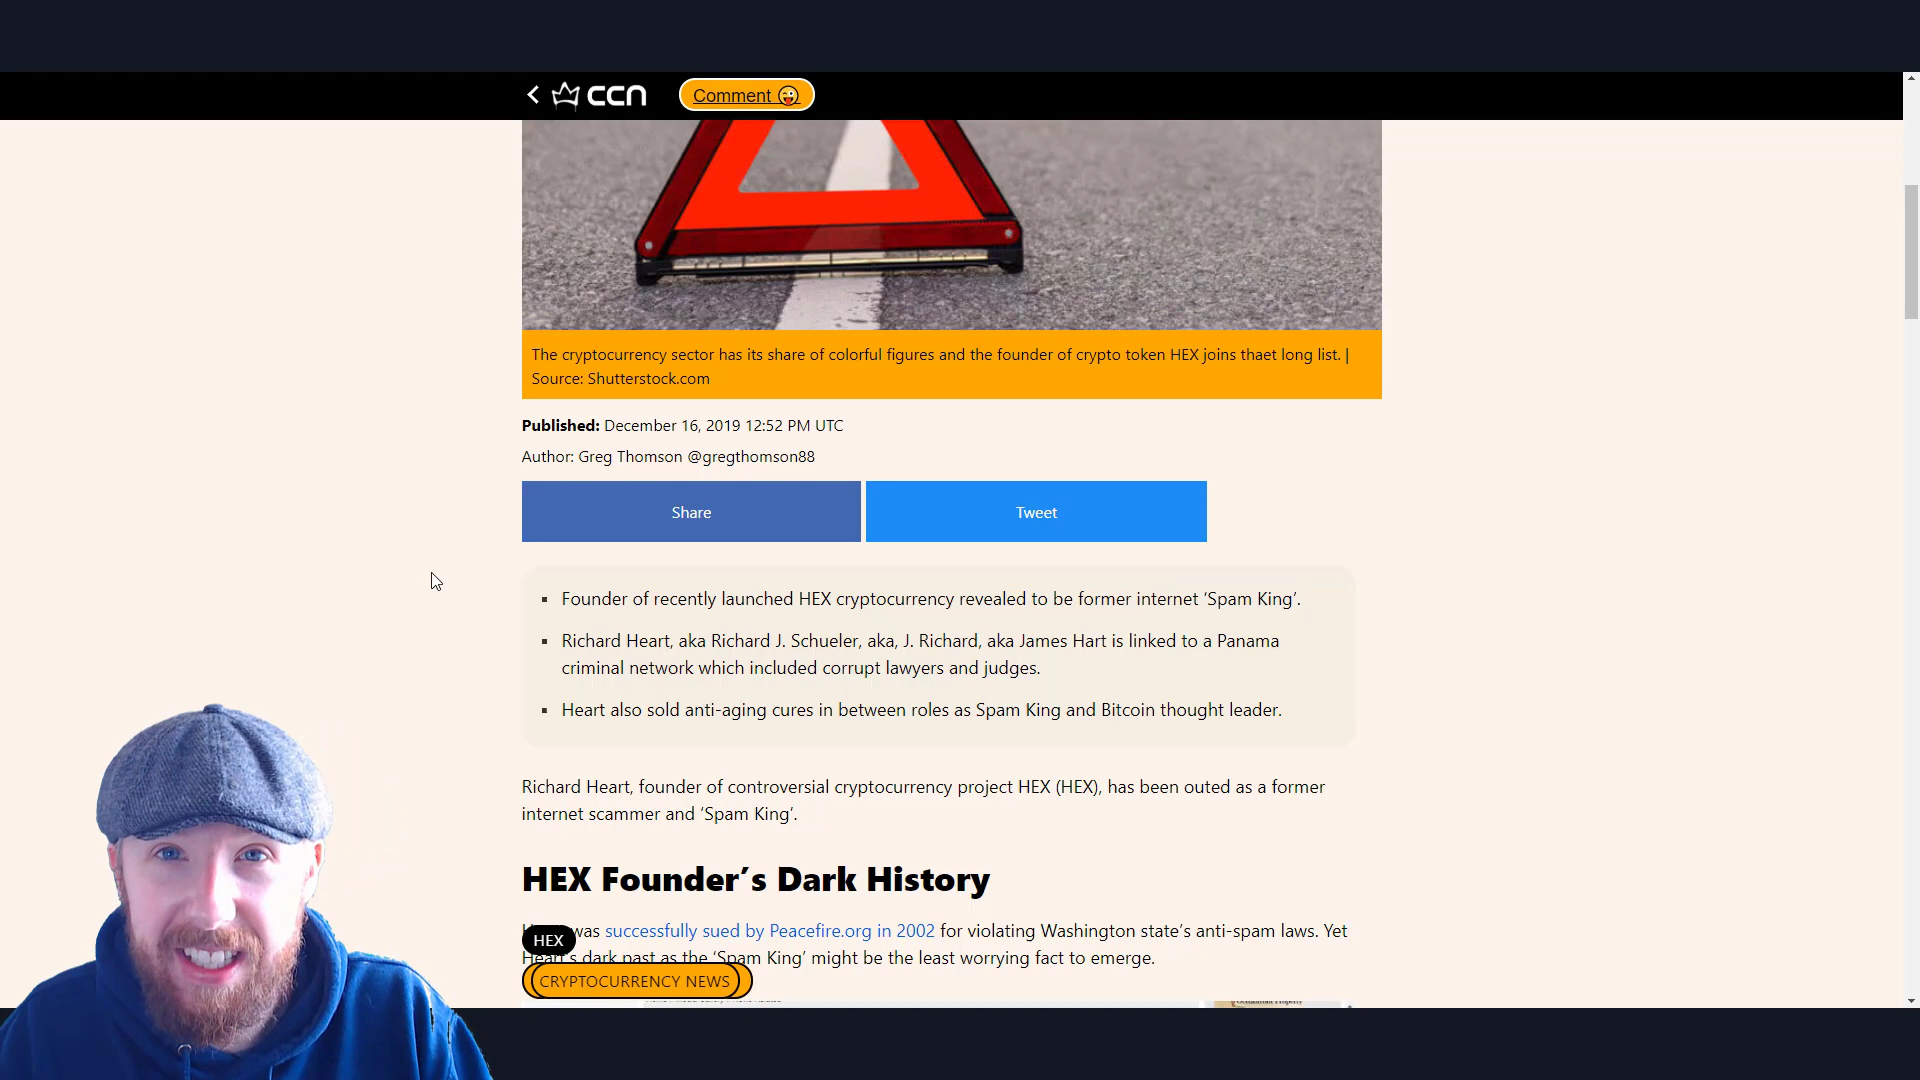 ccn
Comment 😜
The cryptocurrency sector has its share of colorful figures and the founder of crypto token HEX joins thaet long list. |
Source: Shutterstock.com
Published: December 16, 2019 12:52 PM UTC
Author: Greg Thomson @gregthomson88
Share
Tweet
▪ Founder of recently launched HEX cryptocurrency revealed to be former internet ‘Spam King’.
▪ Richard Heart, aka Richard J. Schueler, aka, J. Richard, aka James Hart is linked to a Panama
criminal network which included corrupt lawyers and judges.
▪ Heart also sold anti-aging cures in between roles as Spam King and Bitcoin thought leader.
Richard Heart, founder of controversial cryptocurrency project HEX (HEX), has been outed as a former
internet scammer and ‘Spam King’.
HEX Founder’s Dark History
was successfully sued by Peacefire.org in 2002 for violating Washington state’s anti-spam laws. Yet
HEX
Heart’s dark past as the ‘Spam King’ might be the least worrying fact to emerge.
CRYPTOCURRENCY NEWS